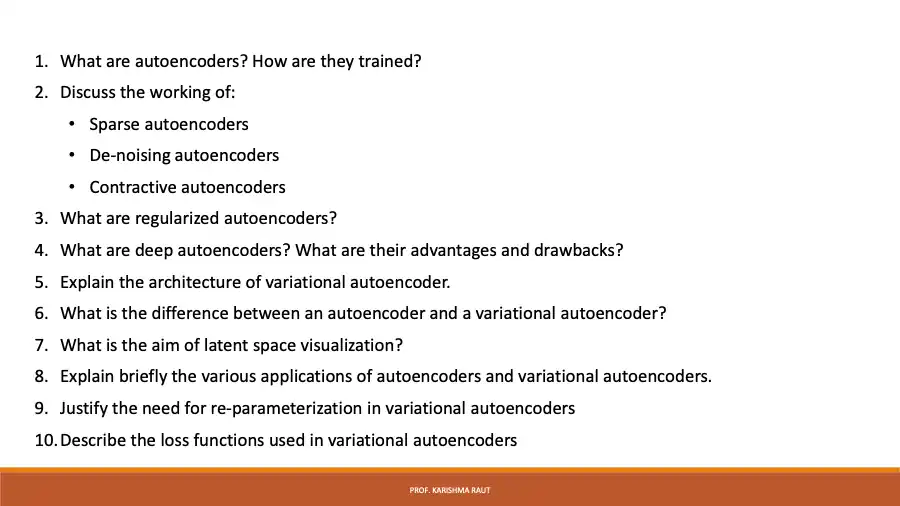 1. What are autoencoders? How are they trained?
2. Discuss the working of:
• Sparse autoencoders
• De-noising autoencoders
• Contractive autoencoders
3. What are regularized autoencoders?
4. What are deep autoencoders? What are their advantages and drawbacks?
5. Explain the architecture of variational autoencoder.
6. What is the difference between an autoencoder and a variational autoencoder?
7. What is the aim of latent space visualization?
8. Explain briefly the various applications of autoencoders and variational autoencoders.
9. Justify the need for re-parameterization in variational autoencoders
10. Describe the loss functions used in variational autoencoders
PROF. KARISHMA RAUT